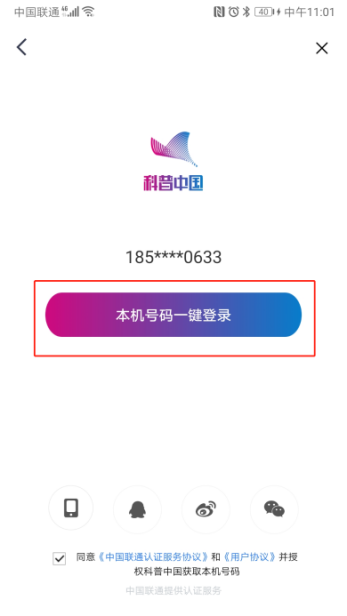 中国联通 4G 40 中午11:01
科普中国
185****0633
本机号码一键登录
同意《中国联通认证服务协议》和《用户协议》并授
权科普中国获取本机号码
中国联通提供认证服务